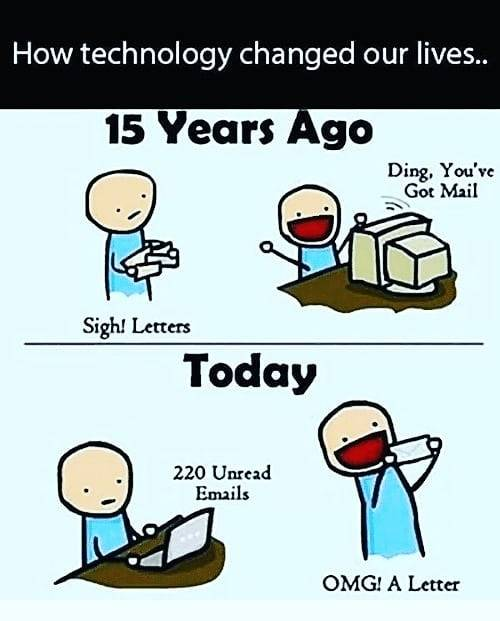 How technology changed our lives..
15 Years Ago
Ding, You've
Got Mail
Sigh! Letters
Today
220 Unread
Emails
OMG! A Letter